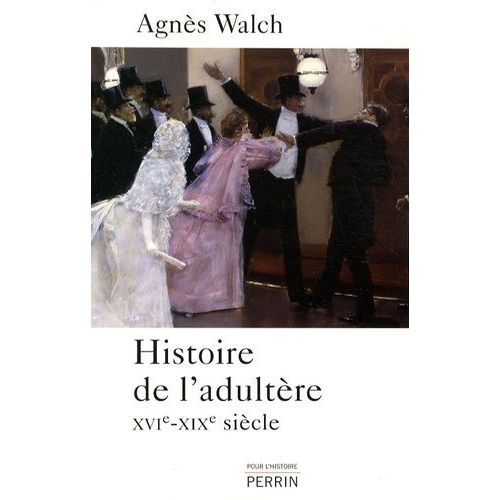 Agnès Walch
Histoire
de l'adultère
XVIe-XIXe siècle
POUR L'HISTOIRE
PERRIN